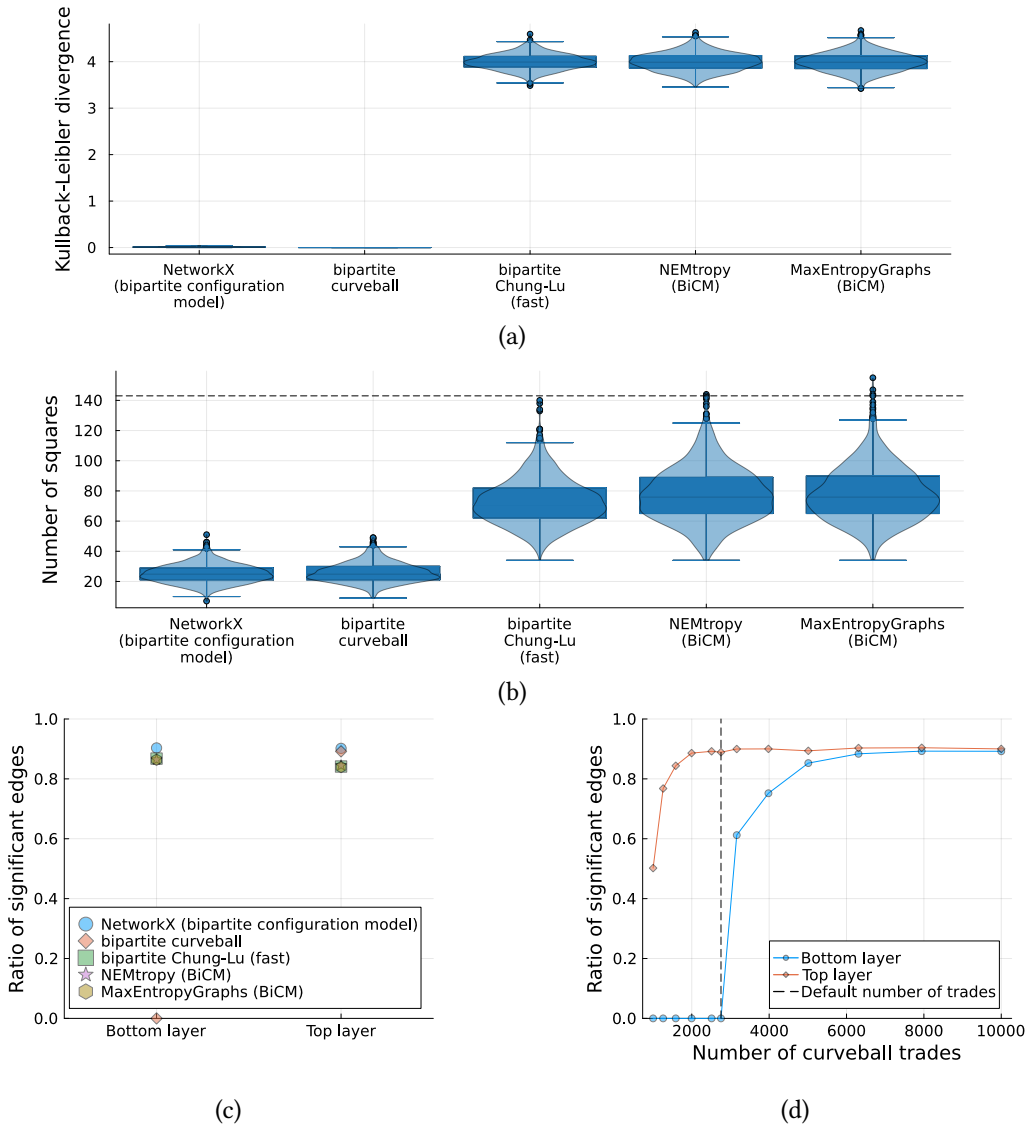 Kullback-Leibler divergence
4
3
2
1
0
NetworkX
(bipartite configuration
model)
bipartite
curveball
bipartite
Chung-Lu
(fast)
NEMtropy
(BiCM)
MaxEntropyGraphs
(BiCM)
(a)
Number of squares
140
120
100
80
60
40
20
NetworkX
(bipartite configuration
model)
bipartite
curveball
bipartite
Chung-Lu
(fast)
NEMtropy
(BiCM)
MaxEntropyGraphs
(BiCM)
(b)
Ratio of significant edges
1.0
0.8
0.6
0.4
0.2
0.0
NetworkX (bipartite configuration model)
bipartite curveball
bipartite Chung-Lu (fast)
NEMtropy (BiCM)
MaxEntropyGraphs (BiCM)
Bottom layer
Top layer
(c)
Ratio of significant edges
1.0
0.8
0.6
0.4
0.2
0.0
Bottom layer
Top layer
Default number of trades
2000 4000 6000 8000 10000
Number of curveball trades
(d)